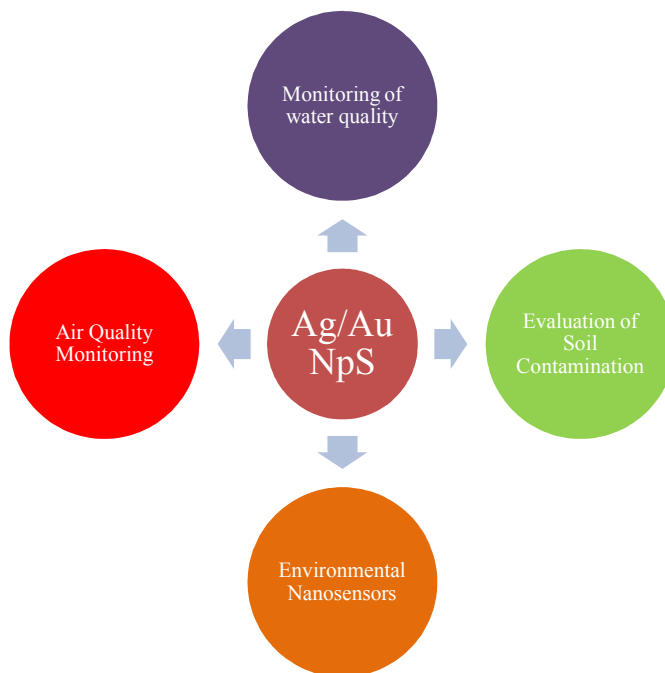 Monitoring of
water quality
Air Quality
Monitoring
Ag/Au
NpS
Evaluation of
Soil
Contamination
Environmental
Nanosensors